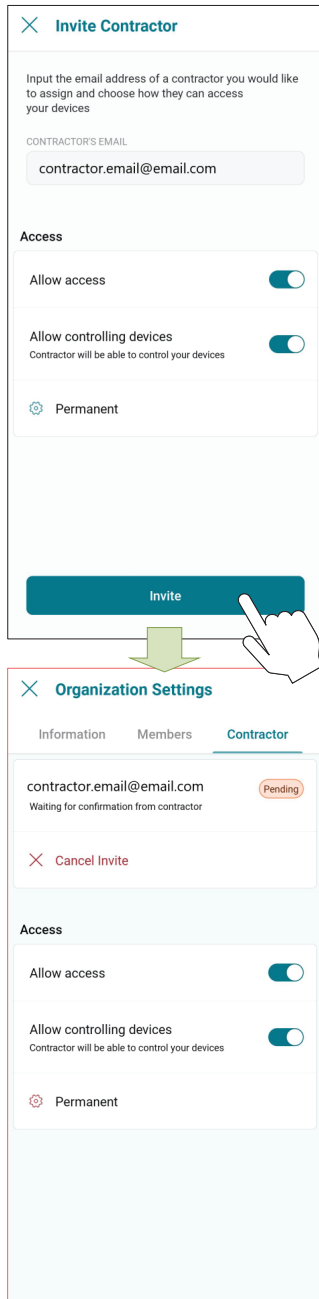 Invite Contractor
Input the email address of a contractor you would like
to assign and choose how they can access
your devices
CONTRACTOR'S EMAIL
contractor.email@email.com
Access
Allow access
Allow controlling devices
Contractor will be able to control your devices
Permanent
Invite
Organization Settings
Information Members Contractor
contractor.email@email.com Pending
Waiting for confirmation from contractor
Cancel Invite
Access
Allow access
Allow controlling devices
Contractor will be able to control your devices
Permanent